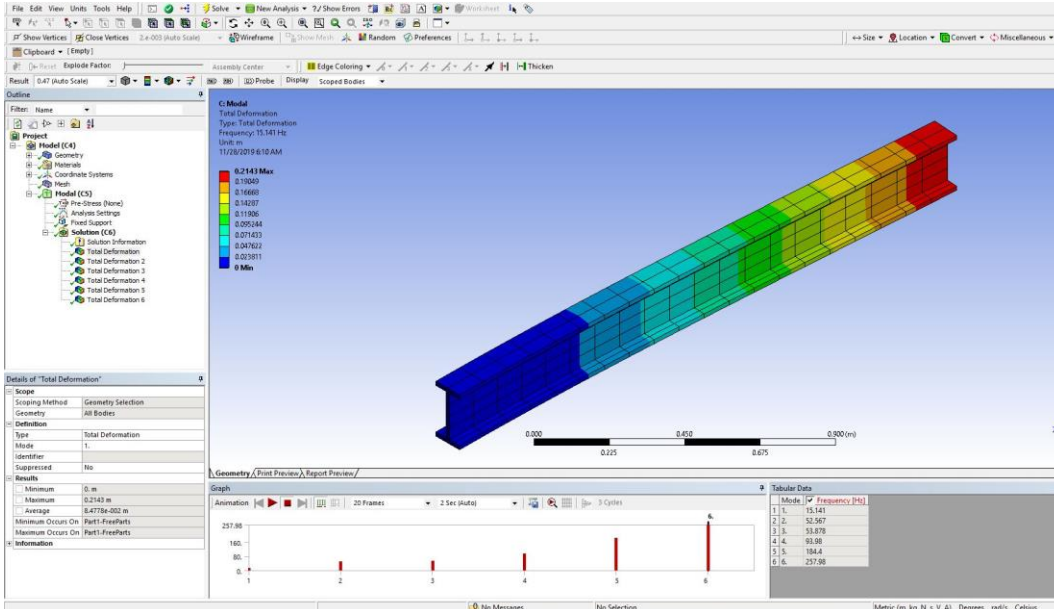 File Edit View Units Tools Help Solve New Analysis ?/ Show Errors Worksheet
Show Vertices Close Vertices 2.e-003 (Auto Scale) Wireframe Show Mesh Random Preferences Size Location Convert Miscellaneous
Clipboard [Empty]
Reset Explode Factor: Assembly Center Edge Coloring Thicken
Result 0.47 (Auto Scale) Probe Display Scoped Bodies
Outline
Filter: Name
Project
Model (C4)
Geometry
Materials
Coordinate Systems
Mesh
Modal (C5)
Pre-Stress (None)
Analysis Settings
Fixed Support
Solution (C6)
Solution Information
Total Deformation
Total Deformation 2
Total Deformation 3
Total Deformation 4
Total Deformation 5
Total Deformation 6
C: Modal
Total Deformation
Type: Total Deformation
Frequency: 15.141 Hz
Unit: m
11/28/2019 6:10 AM
0.2143 Max
0.19049
0.16668
0.14287
0.11906
0.095244
0.071433
0.047622
0.023811
0 Min
0.000 0.450 0.900 (m)
0.225 0.675
Geometry Print Preview Report Preview
Details of "Total Deformation"
Scope
Scoping Method Geometry Selection
Geometry All Bodies
Definition
Type Total Deformation
Mode 1.
Identifier
Suppressed No
Results
Minimum 0. m
Maximum 0.2143 m
Average 8.4778e-002 m
Minimum Occurs On Part1-FreeParts
Maximum Occurs On Part1-FreeParts
Information
Graph
Animation 20 Frames 2 Sec (Auto) 3 Cycles
257.98
160.
80.
0.
6.
1 2 3 4 5 6
Tabular Data
Mode Frequency [Hz]
1 1. 15.141
2 2. 52.567
3 3. 53.878
4 4. 93.98
5 5. 184.4
6 6. 257.98
No Messages No Selection Metric (m, kg, N, s, V, A) Degrees rad/s Celsius